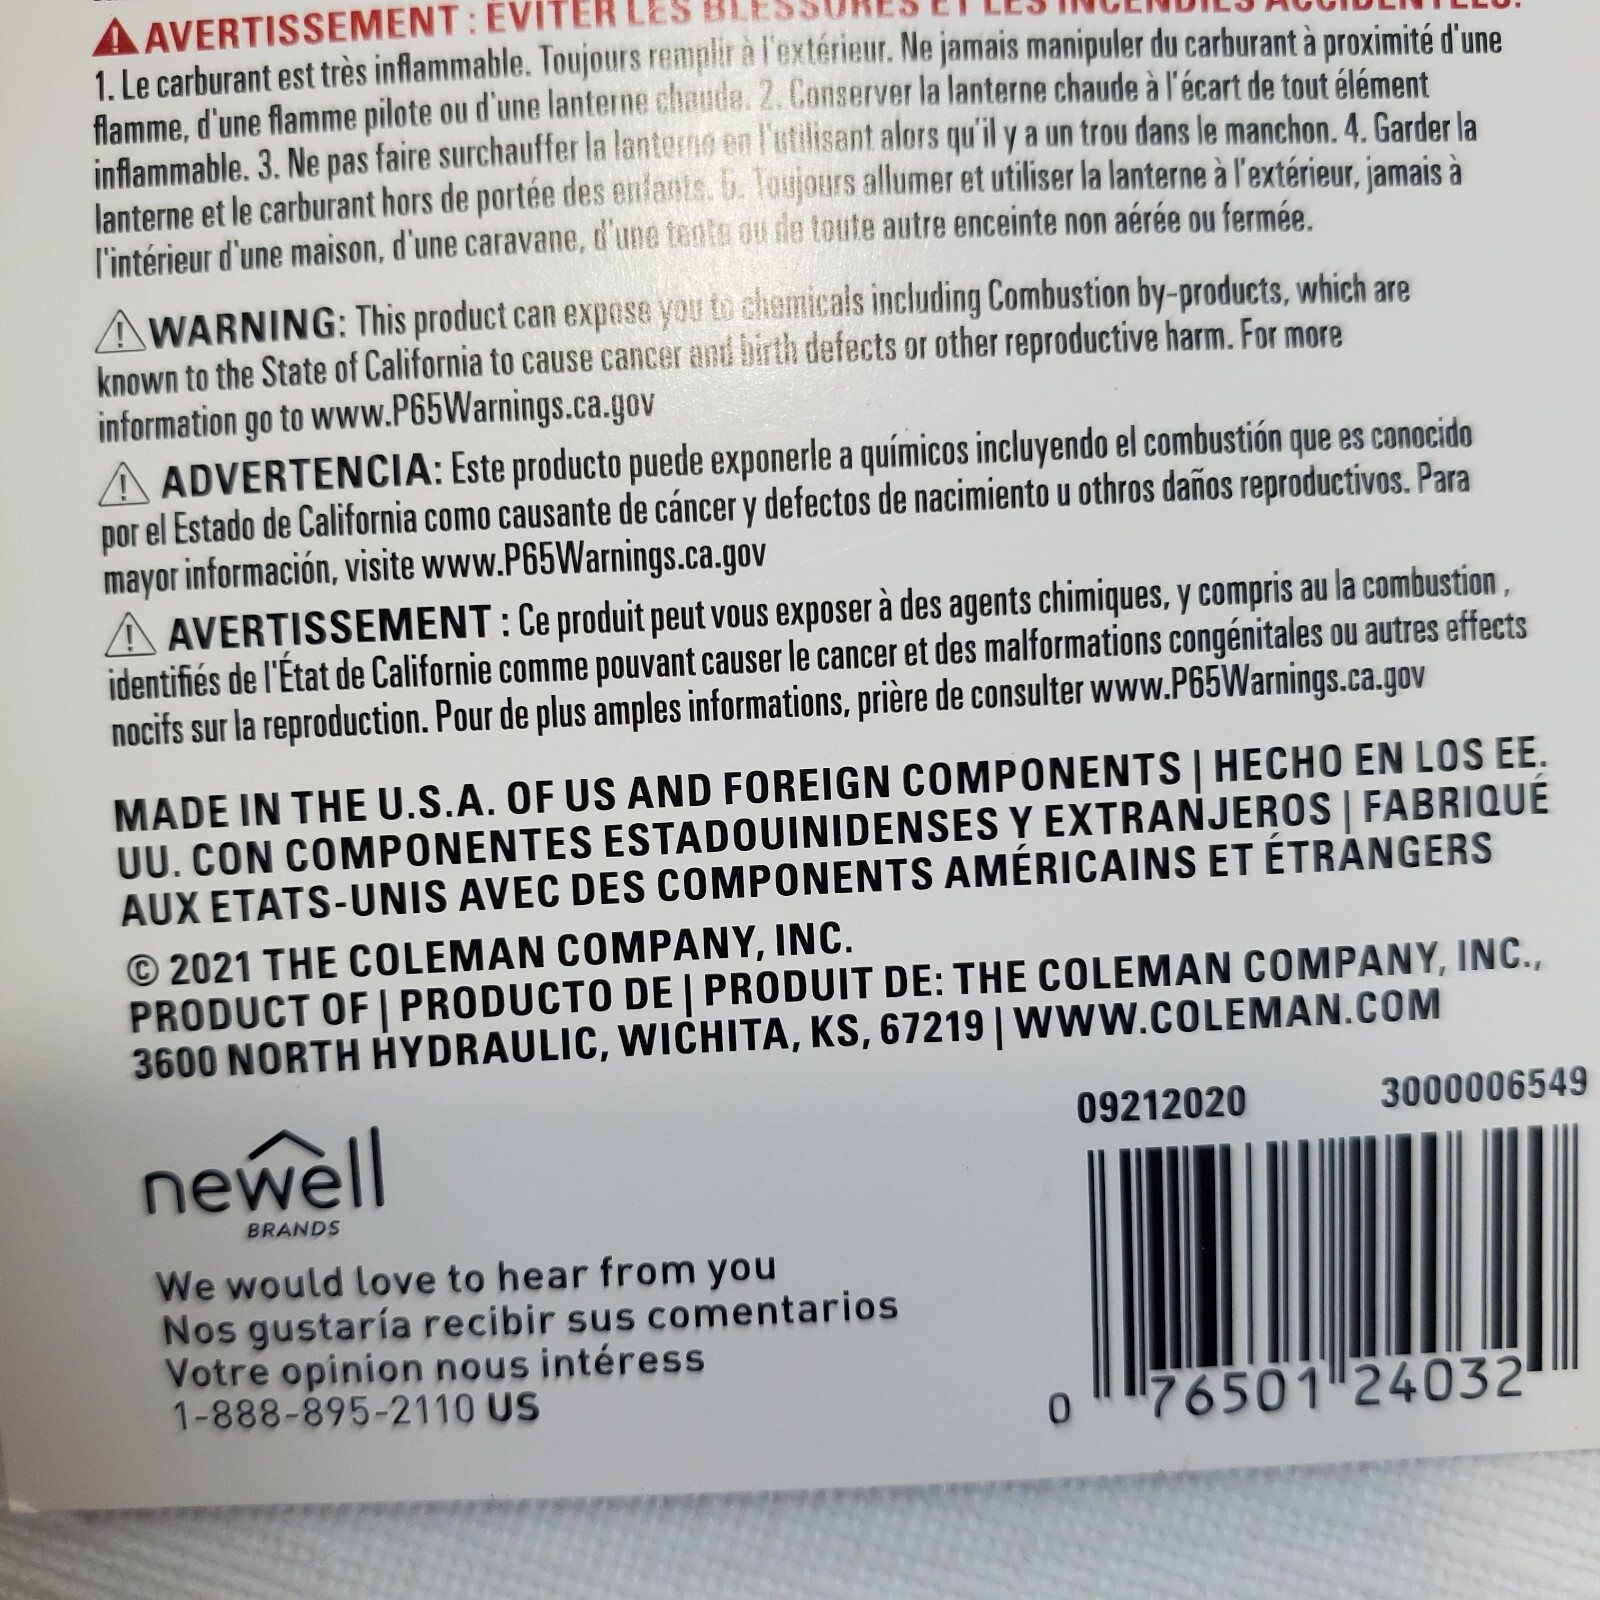 AVERTISSEMENT : ÉVITER LES BLESSURES ET LES INCENDIES ACCIDENTELLES.
1. Le carburant est très inflammable. Toujours remplir à l'extérieur. Ne jamais manipuler du carburant à proximité d'une
flamme, d'une flamme pilote ou d'une lanterne chaude. 2. Conserver la lanterne chaude à l'écart de tout élément
inflammable. 3. Ne pas faire surchauffer la lanterne en l'utilisant alors qu'il y a un trou dans le manchon. 4. Garder la
lanterne et le carburant hors de portée des enfants. 5. Toujours allumer et utiliser la lanterne à l'extérieur, jamais à
l'intérieur d'une maison, d'une caravane, d'une tente ou de toute autre enceinte non aérée ou fermée.
WARNING: This product can expose you to chemicals including Combustion by-products, which are
known to the State of California to cause cancer and birth defects or other reproductive harm. For more
information go to www.P65Warnings.ca.gov
ADVERTENCIA: Este producto puede exponerle a químicos incluyendo el combustión que es conocido
por el Estado de California como causante de cáncer y defectos de nacimiento u othros daños reproductivos. Para
mayor información, visite www.P65Warnings.ca.gov
AVERTISSEMENT : Ce produit peut vous exposer à des agents chimiques, y compris au la combustion ,
identifiés de l'État de Californie comme pouvant causer le cancer et des malformations congénitales ou autres effects
nocifs sur la reproduction. Pour de plus amples informations, prière de consulter www.P65Warnings.ca.gov
MADE IN THE U.S.A. OF US AND FOREIGN COMPONENTS | HECHO EN LOS EE.
UU. CON COMPONENTES ESTADOUINIDENSES Y EXTRANJEROS | FABRIQUÉ
AUX ETATS-UNIS AVEC DES COMPONENTS AMÉRICAINS ET ÉTRANGERS
© 2021 THE COLEMAN COMPANY, INC.
PRODUCT OF | PRODUCTO DE | PRODUIT DE: THE COLEMAN COMPANY, INC.,
3600 NORTH HYDRAULIC, WICHITA, KS, 67219 | WWW.COLEMAN.COM
09212020 3000006549
newell
BRANDS
We would love to hear from you
Nos gustaría recibir sus comentarios
Votre opinion nous intéress
1-888-895-2110 US
0 76501 24032